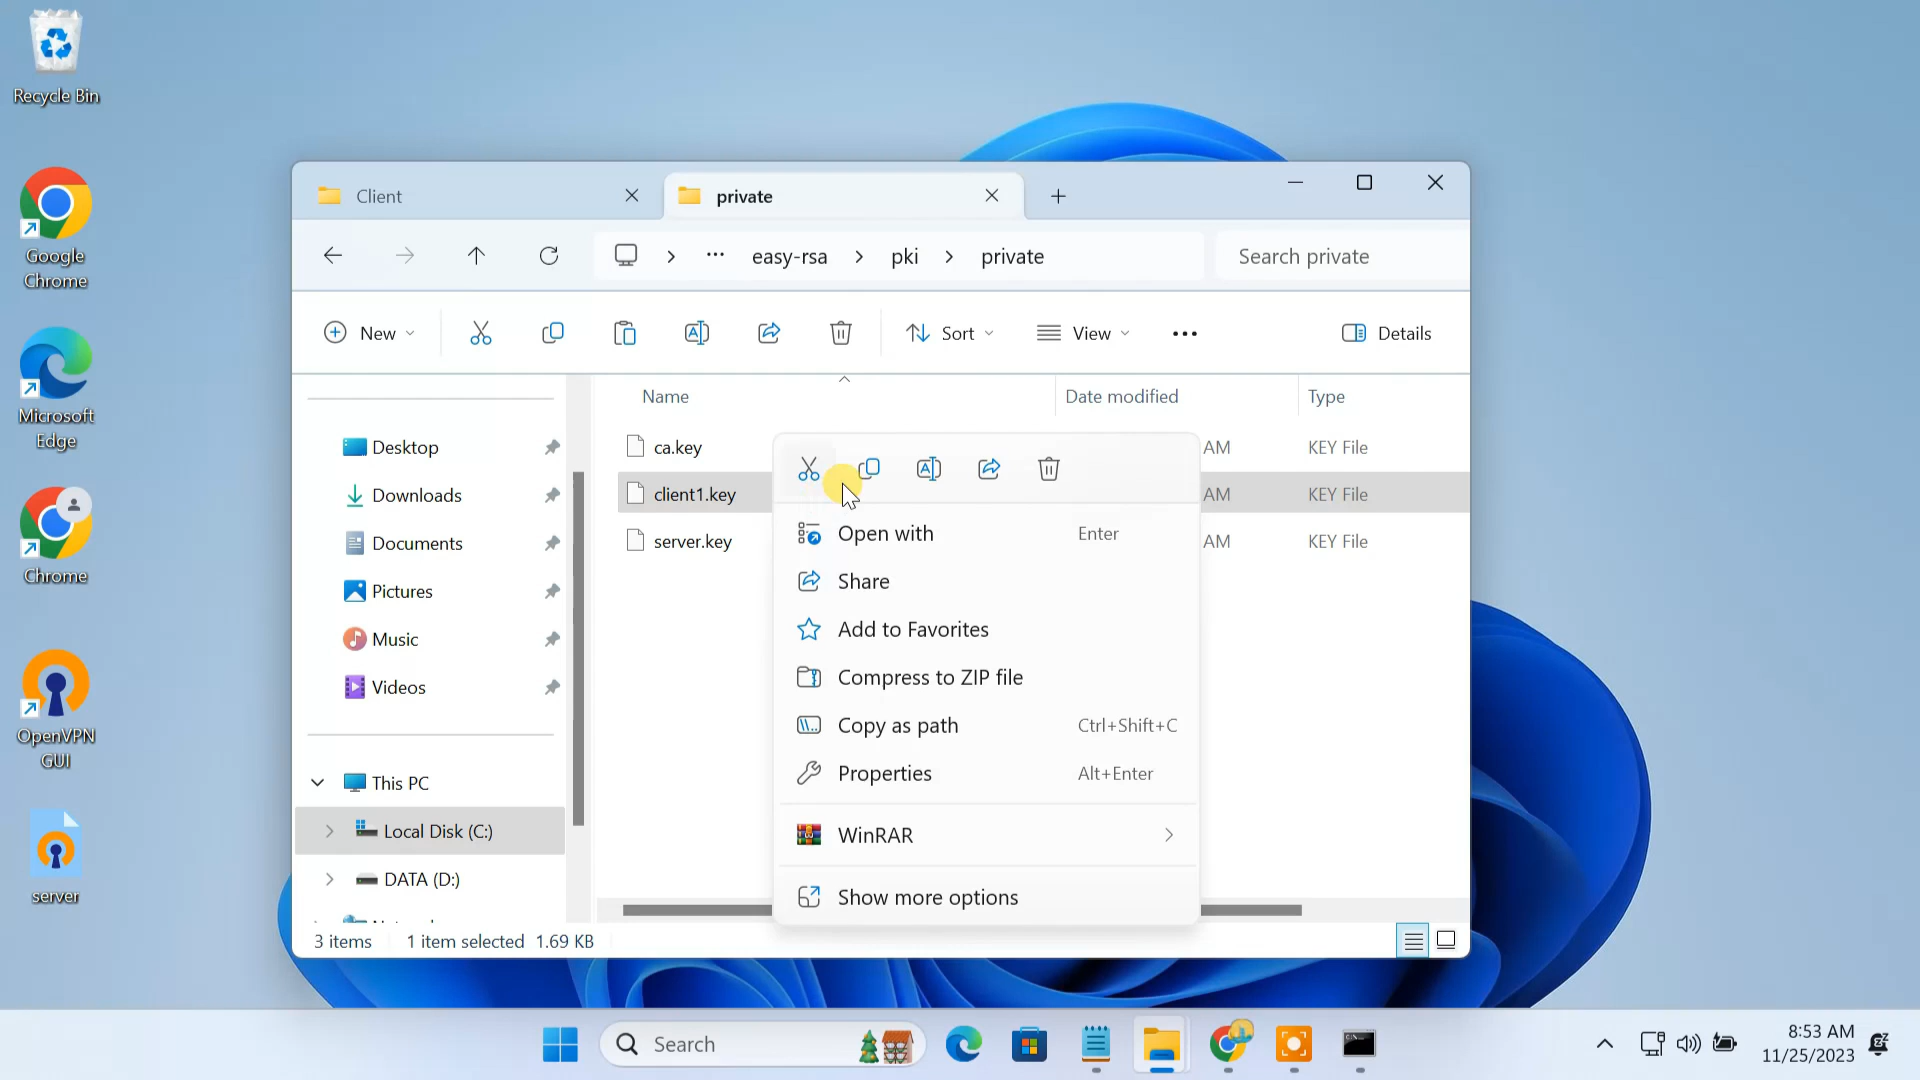 Recycle Bin
Google
Chrome
Microsoft
Edge
Chrome
OpenVPN
GUI
server
Client
private
easy-rsa
pki
private
Search private
New
Sort
View
Details
Name
Date modified
Type
Desktop
Downloads
Documents
Pictures
Music
Videos
This PC
Local Disk (C:)
DATA (D:)
ca.key
AM
KEY File
client1.key
AM
KEY File
server.key
AM
KEY File
Open with
Enter
Share
Add to Favorites
Compress to ZIP file
Copy as path
Ctrl+Shift+C
Properties
Alt+Enter
WinRAR
Show more options
3 items
1 item selected 1.69 KB
Search
8:53 AM
11/25/2023